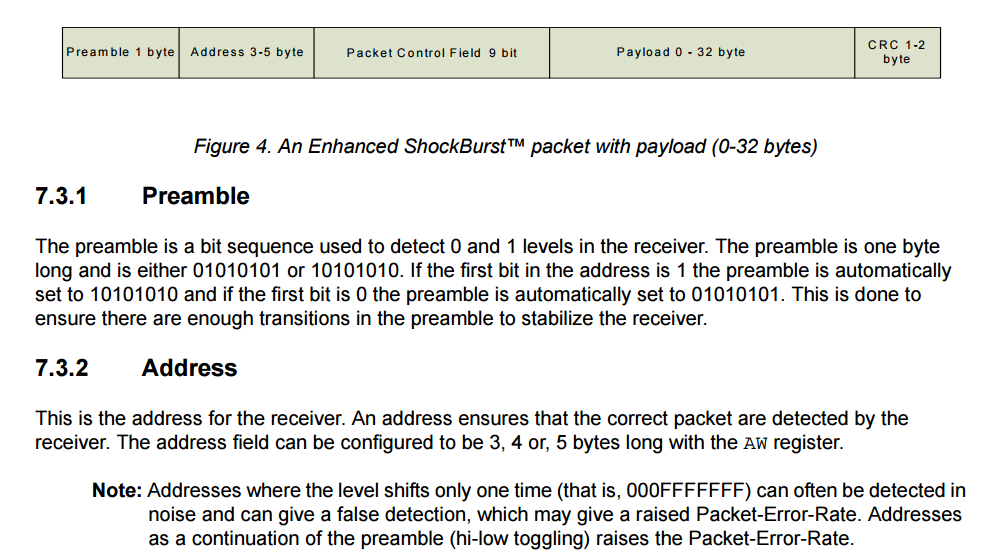 Preamble 1 byte Address 3-5 byte Packet Control Field 9 bit Payload 0 - 32 byte CRC 1-2
byte
Figure 4. An Enhanced ShockBurst™ packet with payload (0-32 bytes)
7.3.1 Preamble
The preamble is a bit sequence used to detect 0 and 1 levels in the receiver. The preamble is one byte
long and is either 01010101 or 10101010. If the first bit in the address is 1 the preamble is automatically
set to 10101010 and if the first bit is 0 the preamble is automatically set to 01010101. This is done to
ensure there are enough transitions in the preamble to stabilize the receiver.
7.3.2 Address
This is the address for the receiver. An address ensures that the correct packet are detected by the
receiver. The address field can be configured to be 3, 4 or, 5 bytes long with the AW register.
Note: Addresses where the level shifts only one time (that is, 000FFFFFFF) can often be detected in
noise and can give a false detection, which may give a raised Packet-Error-Rate. Addresses
as a continuation of the preamble (hi-low toggling) raises the Packet-Error-Rate.